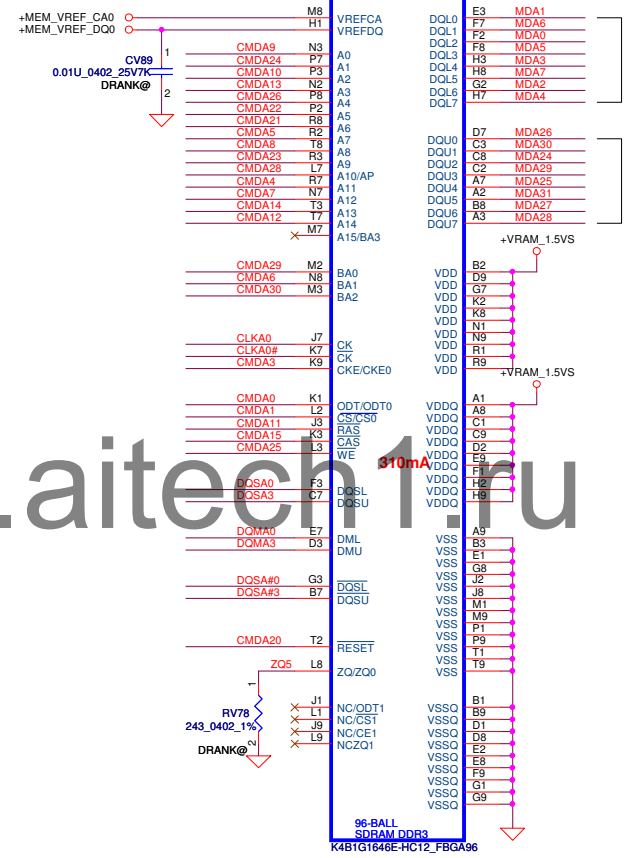 +MEM_VREF_CA0 M8 VREFCA
+MEM_VREF_DQ0 H1 VREFDQ
1
CV89
0.01U_0402_25V7K
DRANK@
2
CMDA9 N3 A0
CMDA24 P7 A1
CMDA10 P3 A2
CMDA13 N2 A3
CMDA26 P8 A4
CMDA22 P2 A5
CMDA21 R8 A6
CMDA5 R2 A7
CMDA8 T8 A8
CMDA23 R3 A9
CMDA28 L7 A10/AP
CMDA4 R7 A11
CMDA7 N7 A12
CMDA14 T3 A13
CMDA12 T7 A14
M7 A15/BA3
CMDA29 M2 BA0
CMDA6 N8 BA1
CMDA30 M3 BA2
CLKA0 J7 CK
CLKA0# K7 CK
CMDA3 K9 CKE/CKE0
CMDA0 K1 ODT/ODT0
CMDA1 L2 CS/CS0
CMDA11 J3 RAS
CMDA15 K3 CAS
CMDA25 L3 WE
DQSA0 F3 DQSL
DQSA3 C7 DQSU
DQMA0 E7 DML
DQMA3 D3 DMU
DQSA#0 G3 DQSL
DQSA#3 B7 DQSU
CMDA20 T2 RESET
ZQ5 L8 ZQ/ZQ0
1
RV78
243_0402_1%
DRANK@
2
J1 NC/ODT1
L1 NC/CS1
J9 NC/CE1
L9 NCZQ1
DQL0 E3 MDA1
DQL1 F7 MDA6
DQL2 F2 MDA0
DQL3 F8 MDA5
DQL4 H3 MDA3
DQL5 H8 MDA7
DQL6 G2 MDA2
DQL7 H7 MDA4
DQU0 D7 MDA26
DQU1 C3 MDA30
DQU2 C8 MDA24
DQU3 C2 MDA29
DQU4 A7 MDA25
DQU5 A2 MDA31
DQU6 B8 MDA27
DQU7 A3 MDA28
+VRAM_1.5VS
VDD B2
VDD D9
VDD G7
VDD K2
VDD K8
VDD N1
VDD N9
VDD R1
VDD R9
+VRAM_1.5VS
VDDQ A1
VDDQ A8
VDDQ C1
VDDQ C9
VDDQ D2
VDDQ E9
VDDQ F1
VDDQ H2
VDDQ H9
310mA
.aitech1.ru
VSS A9
VSS B3
VSS E1
VSS G8
VSS J2
VSS J8
VSS M1
VSS M9
VSS P1
VSS P9
VSS T1
VSS T9
VSSQ B1
VSSQ B9
VSSQ D1
VSSQ D8
VSSQ E2
VSSQ E8
VSSQ F9
VSSQ G1
VSSQ G9
96-BALL
SDRAM DDR3
K4B1G1646E-HC12_FBGA96